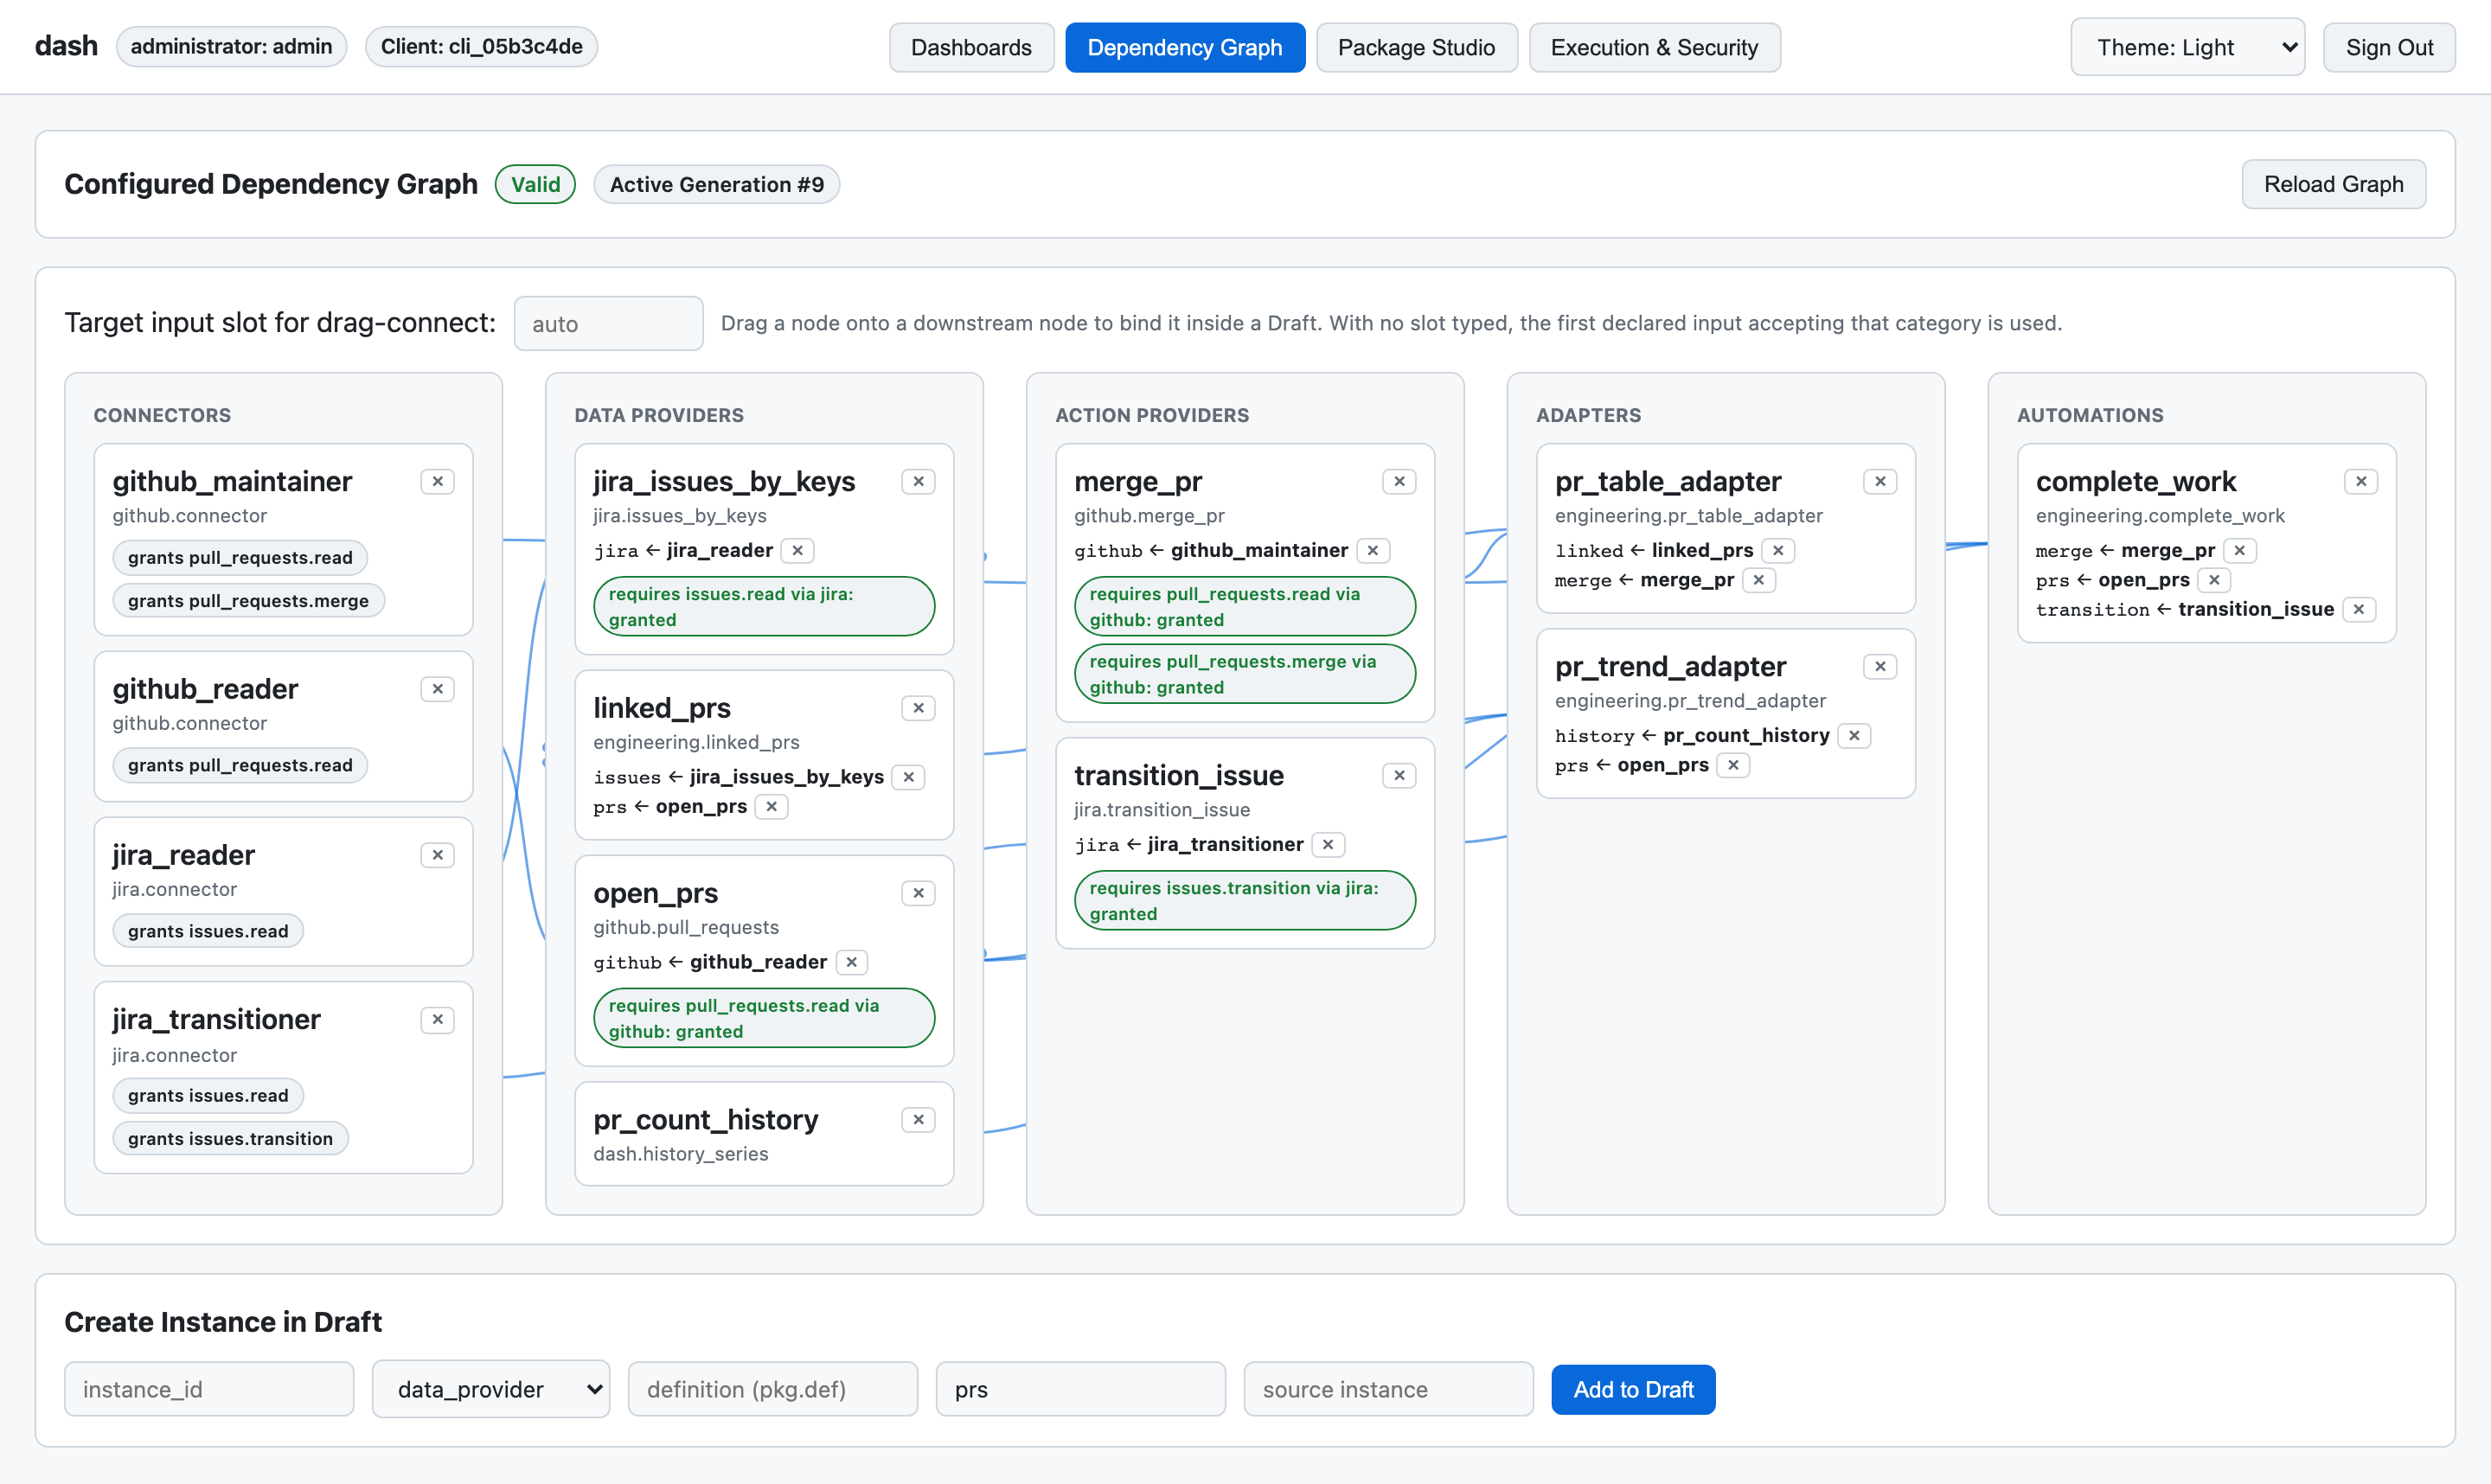 dash
administrator: admin
Client: cli_05b3c4de
Dashboards
Dependency Graph
Package Studio
Execution & Security
Theme: Light
Sign Out
Configured Dependency Graph
Valid
Active Generation #9
Reload Graph
Target input slot for drag-connect:
auto
Drag a node onto a downstream node to bind it inside a Draft. With no slot typed, the first declared input accepting that category is used.
CONNECTORS
github_maintainer
×
github.connector
grants pull_requests.read
grants pull_requests.merge
github_reader
×
github.connector
grants pull_requests.read
jira_reader
×
jira.connector
grants issues.read
jira_transitioner
×
jira.connector
grants issues.read
grants issues.transition
DATA PROVIDERS
jira_issues_by_keys
×
jira.issues_by_keys
jira ← jira_reader ×
requires issues.read via jira:
granted
linked_prs
×
engineering.linked_prs
issues ← jira_issues_by_keys ×
prs ← open_prs ×
open_prs
×
github.pull_requests
github ← github_reader ×
requires pull_requests.read via
github: granted
pr_count_history
×
dash.history_series
ACTION PROVIDERS
merge_pr
×
github.merge_pr
github ← github_maintainer ×
requires pull_requests.read via
github: granted
requires pull_requests.merge via
github: granted
transition_issue
×
jira.transition_issue
jira ← jira_transitioner ×
requires issues.transition via jira:
granted
ADAPTERS
pr_table_adapter
×
engineering.pr_table_adapter
linked ← linked_prs ×
merge ← merge_pr ×
pr_trend_adapter
×
engineering.pr_trend_adapter
history ← pr_count_history ×
prs ← open_prs ×
AUTOMATIONS
complete_work
×
engineering.complete_work
merge ← merge_pr ×
prs ← open_prs ×
transition ← transition_issue ×
Create Instance in Draft
instance_id
data_provider
definition (pkg.def)
prs
source instance
Add to Draft